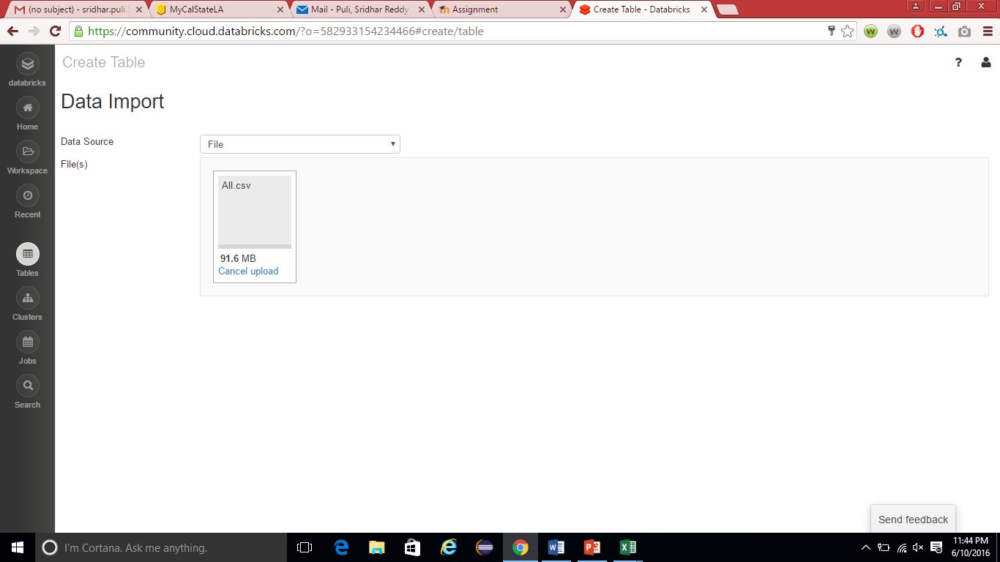 (no subject) - sridhar.puli.
MyCalStateLA
Mail - Puli, Sridhar Reddy
Assignment
Create Table - Databricks
https://community.cloud.databricks.com/?o=582933154234466#create/table
databricks
Home
Workspace
Recent
Tables
Clusters
Jobs
Search
Create Table
?
Data Import
Data Source
File
File(s)
All.csv
91.6 MB
Cancel upload
Send feedback
I'm Cortana. Ask me anything.
11:44 PM
6/10/2016